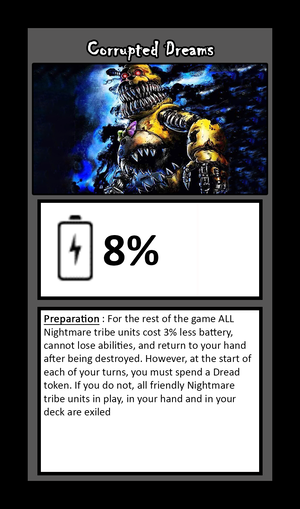 Corrupted Dreams
8%
Preparation : For the rest of the game ALL
Nightmare tribe units cost 3% less battery,
cannot lose abilities, and return to your hand
after being destroyed. However, at the start of
each of your turns, you must spend a Dread
token. If you do not, all friendly Nightmare
tribe units in play, in your hand and in your
deck are exiled